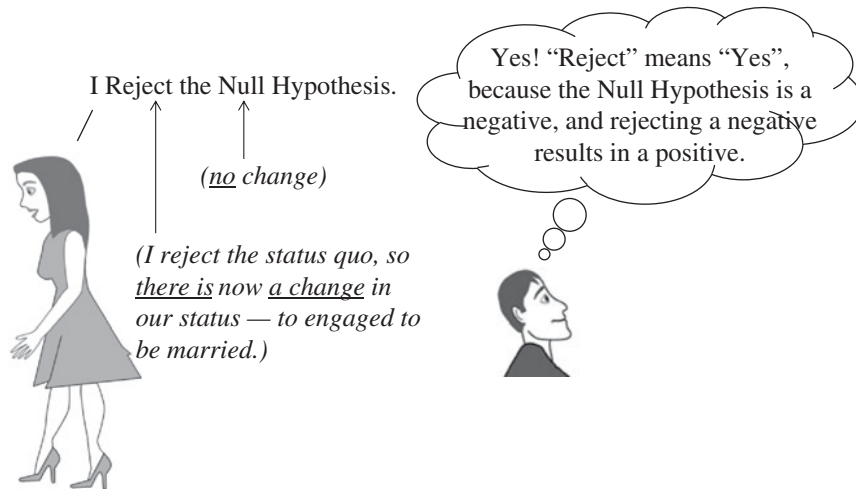 I Reject the Null Hypothesis.
(no change)
(I reject the status quo, so
there is now a change in
our status — to engaged to
be married.)
Yes! “Reject” means “Yes”,
because the Null Hypothesis is a
negative, and rejecting a negative
results in a positive.